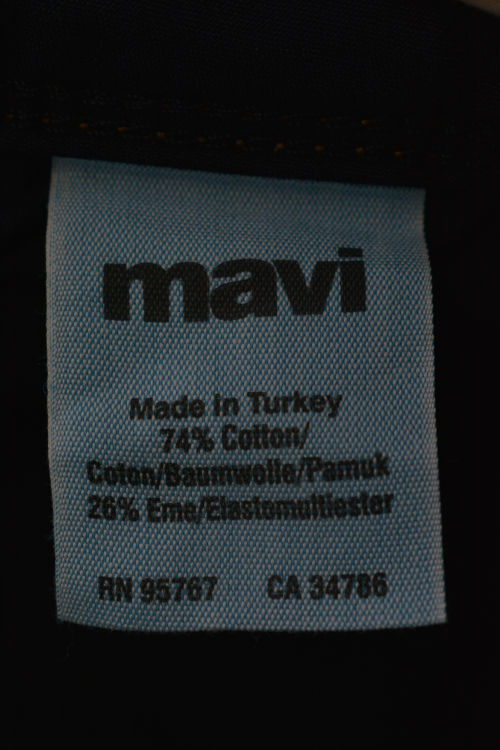 mavi
Made in Turkey
74% Cotton/
Coton/Baumwolle/Pamuk
26% Eme/Elastomultiester
RN 95767 CA 34786